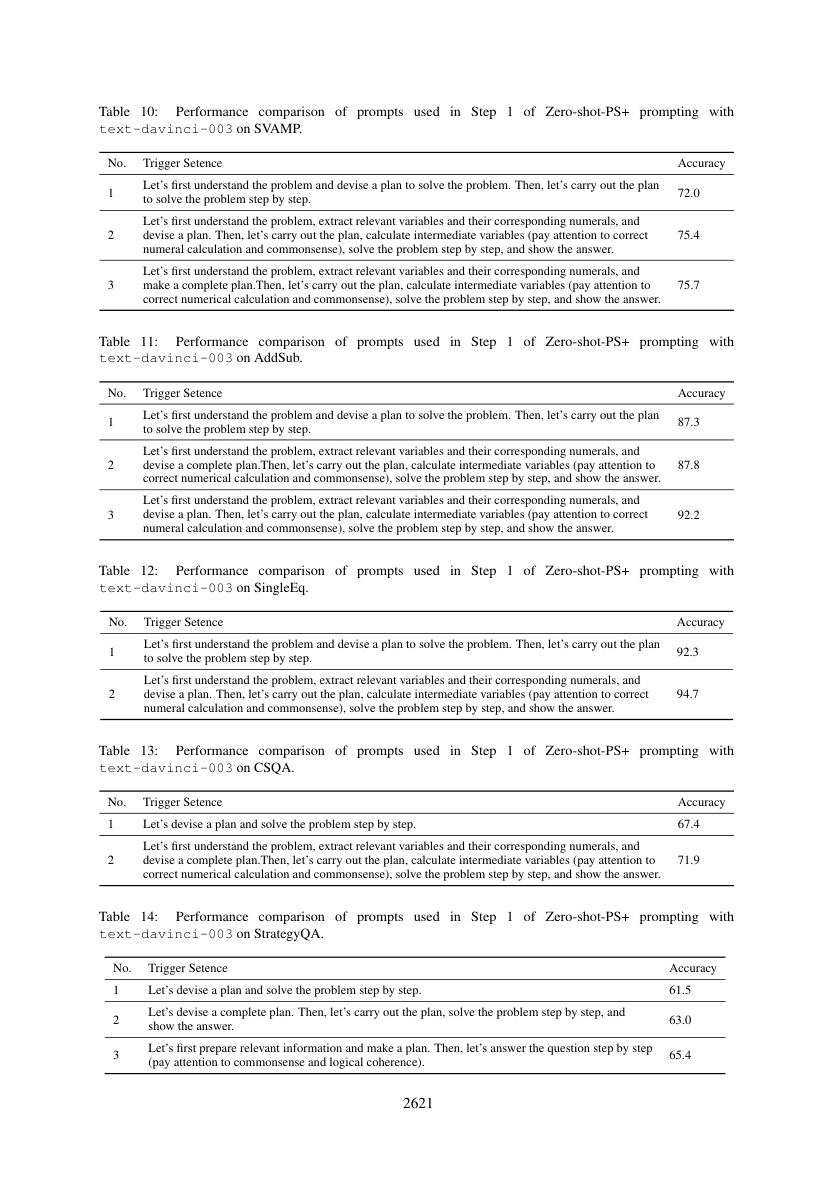 Table 10: Performance comparison of prompts used in Step 1 of Zero-shot-PS+ prompting with
text-davinci-003 on SVAMP.
No. Trigger Setence Accuracy
1 Let's first understand the problem and devise a plan to solve the problem. Then, let's carry out the plan
to solve the problem step by step. 72.0
2 Let's first understand the problem, extract relevant variables and their corresponding numerals, and
devise a plan. Then, let's carry out the plan, calculate intermediate variables (pay attention to correct 75.4
numeral calculation and commonsense), solve the problem step by step, and show the answer.
3 Let's first understand the problem, extract relevant variables and their corresponding numerals, and
make a complete plan.Then, let's carry out the plan, calculate intermediate variables (pay attention to 75.7
correct numerical calculation and commonsense), solve the problem step by step, and show the answer.
Table 11: Performance comparison of prompts used in Step 1 of Zero-shot-PS+ prompting with
text-davinci-003 on AddSub.
No. Trigger Setence Accuracy
1 Let's first understand the problem and devise a plan to solve the problem. Then, let's carry out the plan
to solve the problem step by step. 87.3
2 Let's first understand the problem, extract relevant variables and their corresponding numerals, and
devise a complete plan.Then, let's carry out the plan, calculate intermediate variables (pay attention to 87.8
correct numerical calculation and commonsense), solve the problem step by step, and show the answer.
3 Let's first understand the problem, extract relevant variables and their corresponding numerals, and
devise a plan. Then, let's carry out the plan, calculate intermediate variables (pay attention to correct 92.2
numeral calculation and commonsense), solve the problem step by step, and show the answer.
Table 12: Performance comparison of prompts used in Step 1 of Zero-shot-PS+ prompting with
text-davinci-003 on SingleEq.
No. Trigger Setence Accuracy
1 Let's first understand the problem and devise a plan to solve the problem. Then, let's carry out the plan
to solve the problem step by step. 92.3
2 Let's first understand the problem, extract relevant variables and their corresponding numerals, and
devise a plan. Then, let's carry out the plan, calculate intermediate variables (pay attention to correct 94.7
numeral calculation and commonsense), solve the problem step by step, and show the answer.
Table 13: Performance comparison of prompts used in Step 1 of Zero-shot-PS+ prompting with
text-davinci-003 on CSQA.
No. Trigger Setence Accuracy
1 Let's devise a plan and solve the problem step by step. 67.4
2 Let's first understand the problem, extract relevant variables and their corresponding numerals, and
devise a complete plan.Then, let's carry out the plan, calculate intermediate variables (pay attention to 71.9
correct numerical calculation and commonsense), solve the problem step by step, and show the answer.
Table 14: Performance comparison of prompts used in Step 1 of Zero-shot-PS+ prompting with
text-davinci-003 on StrategyQA.
No. Trigger Setence Accuracy
1 Let's devise a plan and solve the problem step by step. 61.5
2 Let's devise a complete plan. Then, let's carry out the plan, solve the problem step by step, and
show the answer. 63.0
3 Let's first prepare relevant information and make a plan. Then, let's answer the question step by step
(pay attention to commonsense and logical coherence). 65.4
2621